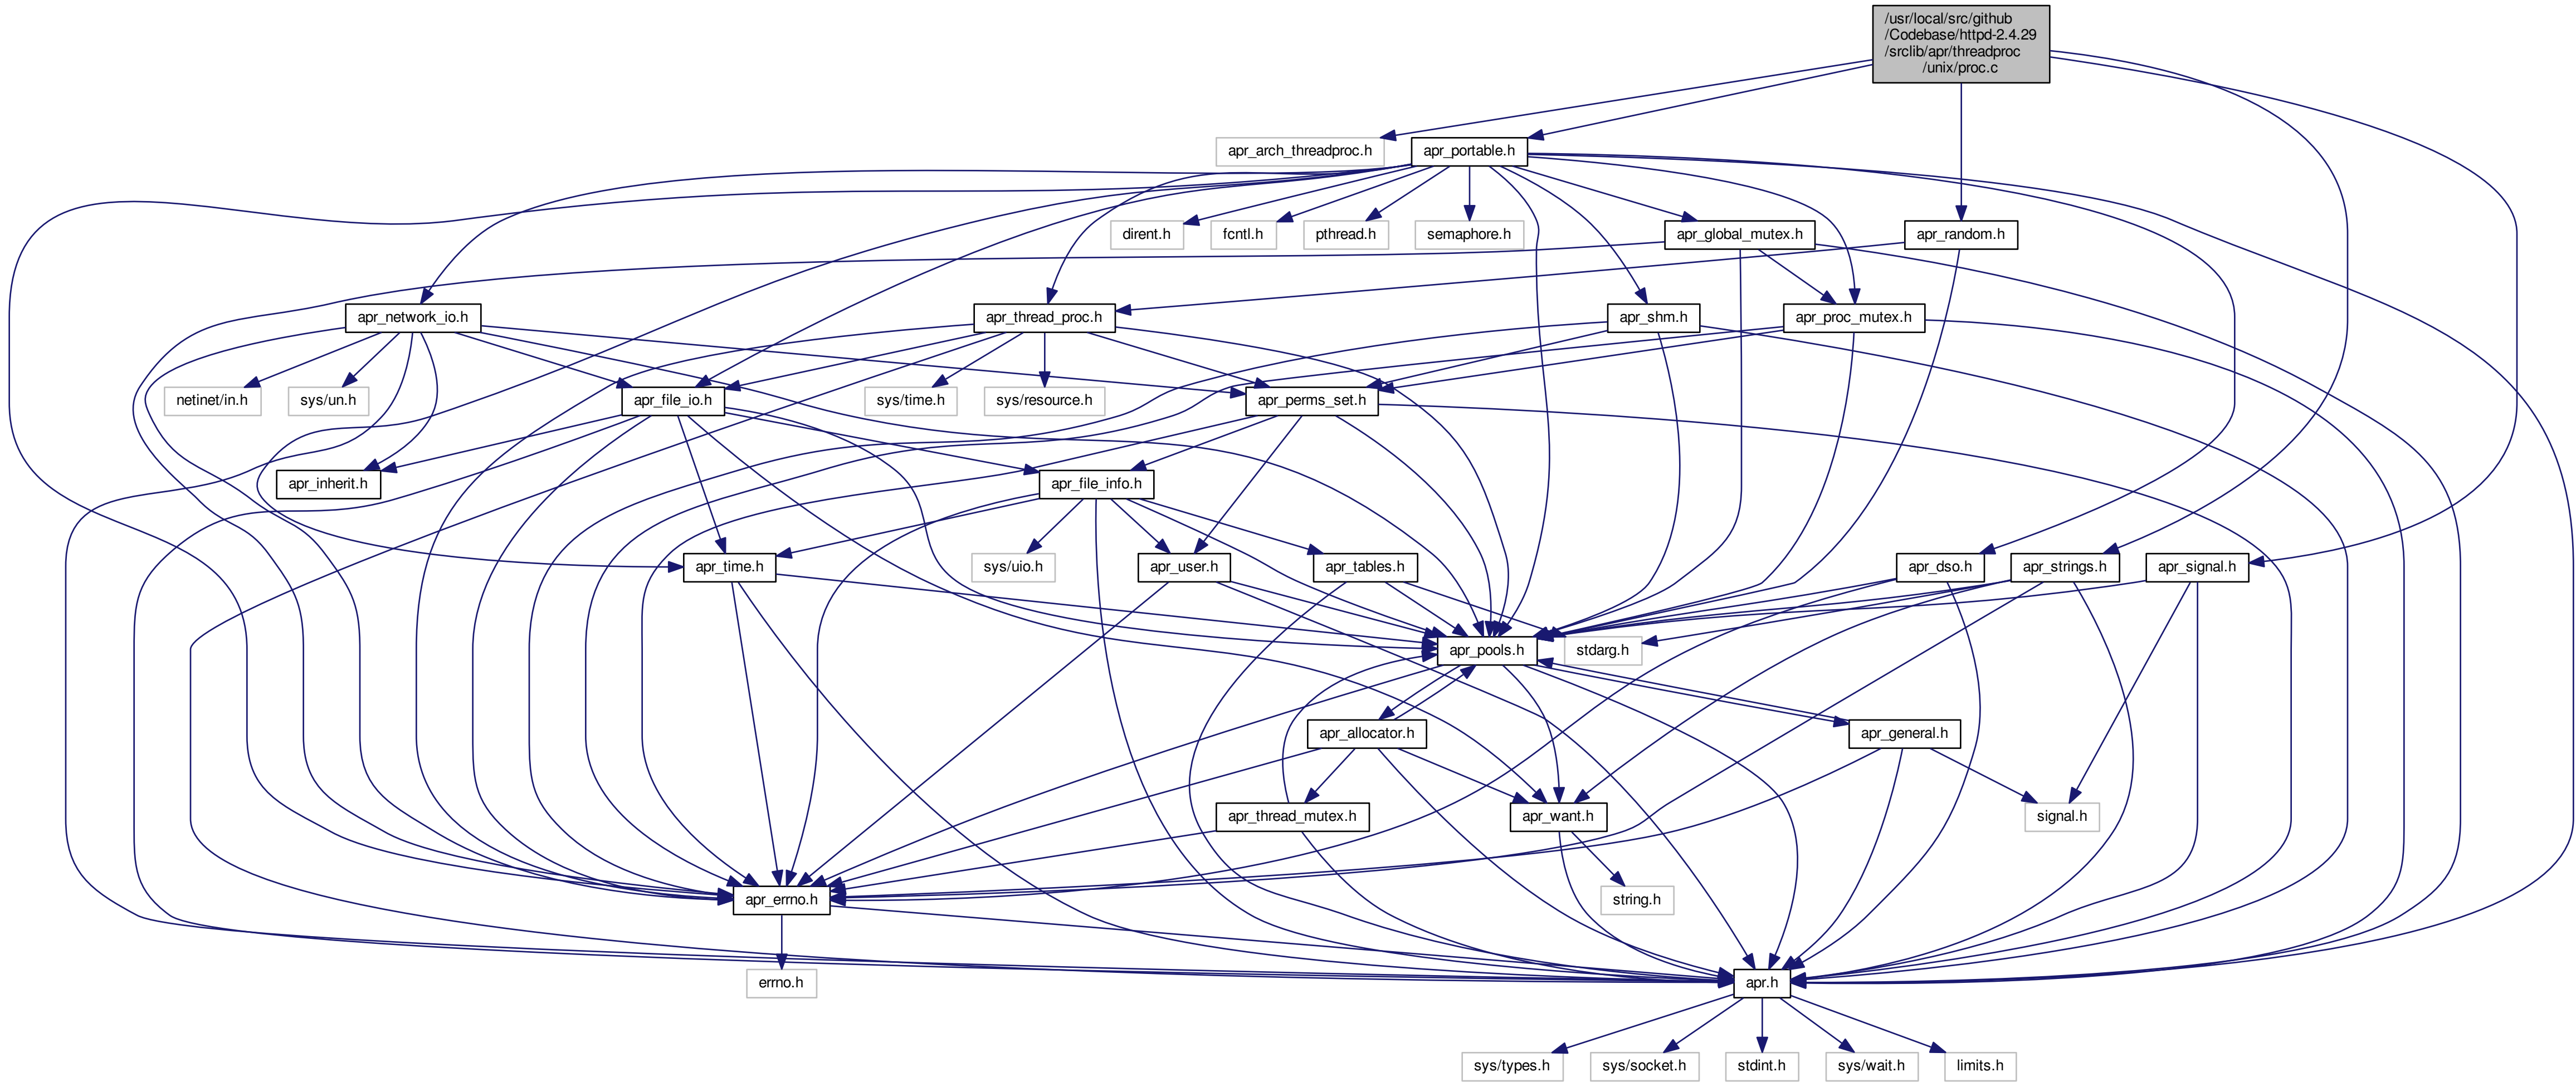 /usr/local/src/github
/Codebase/httpd-2.4.29
/srclib/apr/threadproc
/unix/proc.c
apr_arch_threadproc.h
apr_portable.h
dirent.h
fcntl.h
pthread.h
semaphore.h
apr_global_mutex.h
apr_random.h
apr_network_io.h
apr_thread_proc.h
apr_shm.h
apr_proc_mutex.h
netinet/in.h
sys/un.h
apr_file_io.h
sys/time.h
sys/resource.h
apr_perms_set.h
apr_inherit.h
apr_file_info.h
apr_time.h
sys/uio.h
apr_user.h
apr_tables.h
apr_dso.h
apr_strings.h
apr_signal.h
apr_pools.h
stdarg.h
apr_allocator.h
apr_general.h
apr_thread_mutex.h
apr_want.h
signal.h
apr_errno.h
string.h
errno.h
apr.h
sys/types.h
sys/socket.h
stdint.h
sys/wait.h
limits.h